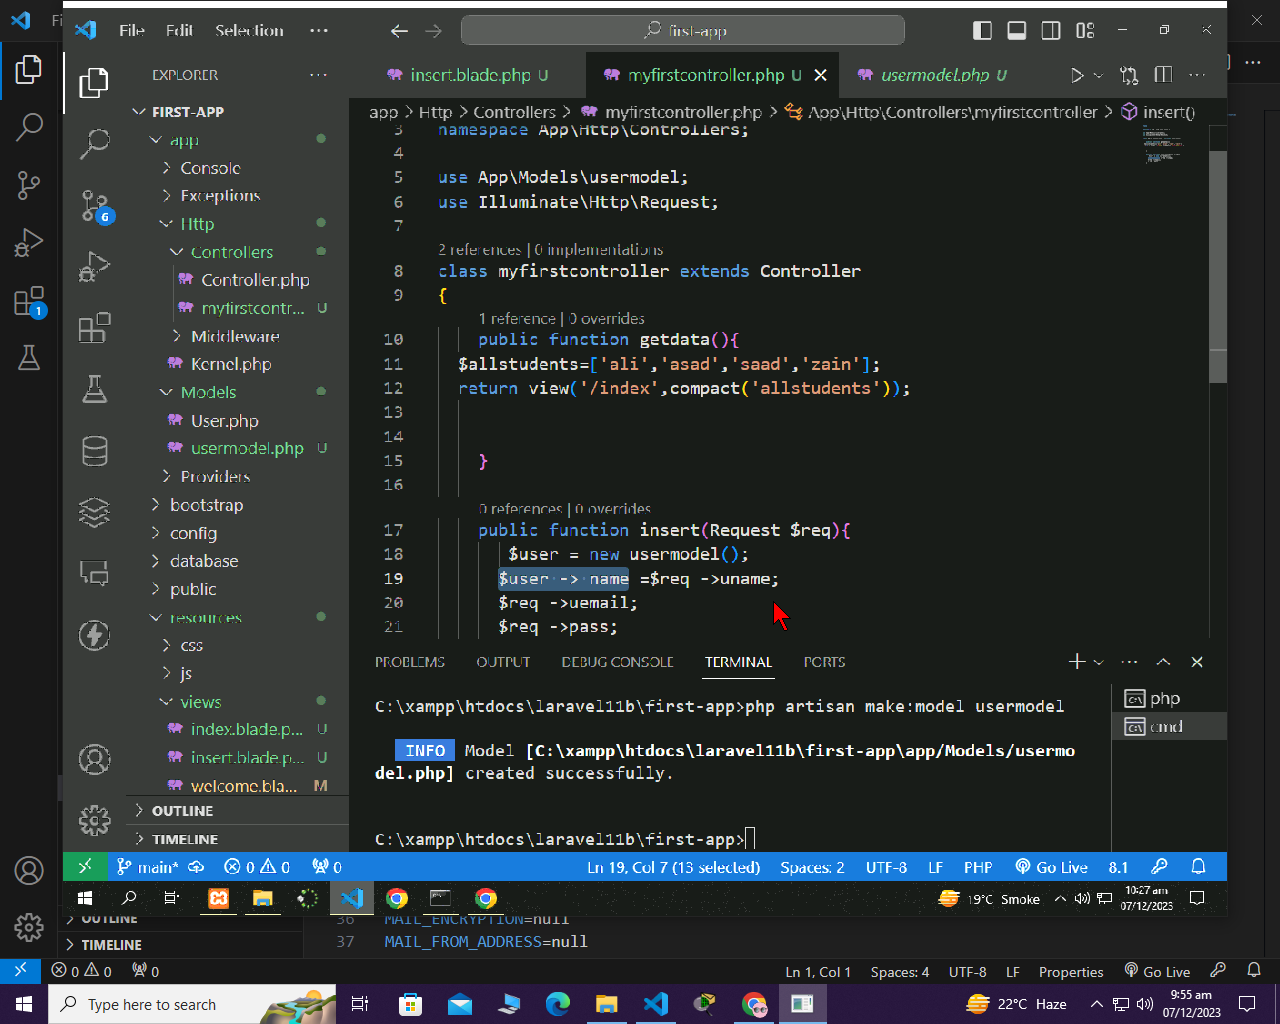 Fi
File Edit Selection ···
first-app
EXPLORER ···
insert.blade.php U
myfirstcontroller.php U
usermodel.php U
FIRST-APP
app > Http > Controllers > myfirstcontroller.php > App\Http\Controllers\myfirstcontroller > insert()
app
Console
Exceptions
Http
Controllers
Controller.php
myfirstcontr... U
Middleware
Kernel.php
Models
User.php
usermodel.php U
Providers
bootstrap
config
database
public
resources
css
js
views
index.blade.p... U
insert.blade.p... U
welcome.bla... M
OUTLINE
TIMELINE
6
1
3 namespace App\Http\Controllers;
4
5 use App\Models\usermodel;
6 use Illuminate\Http\Request;
7
2 references | 0 implementations
8 class myfirstcontroller extends Controller
9 {
1 reference | 0 overrides
10 public function getdata(){
11 $allstudents=['ali','asad','saad','zain'];
12 return view('/index',compact('allstudents'));
13
14
15 }
16
0 references | 0 overrides
17 public function insert(Request $req){
18 $user = new usermodel();
19 $user -> name =$req ->uname;
20 $req ->uemail;
21 $req ->pass;
PROBLEMS OUTPUT DEBUG CONSOLE TERMINAL PORTS
C:\xampp\htdocs\laravel11b\first-app>php artisan make:model usermodel
INFO Model [C:\xampp\htdocs\laravel11b\first-app\app/Models/usermo
del.php] created successfully.
C:\xampp\htdocs\laravel11b\first-app>
php
cmd
main* 0 0 0 Ln 19, Col 7 (13 selected) Spaces: 2 UTF-8 LF PHP Go Live 8.1
19°C Smoke 10:27 am
07/12/2023
OUTLINE
TIMELINE
36 MAIL_ENCRYPTION=null
37 MAIL_FROM_ADDRESS=null
0 0 0 Ln 1, Col 1 Spaces: 4 UTF-8 LF Properties Go Live
Type here to search
22°C Haze 9:55 am
07/12/2023